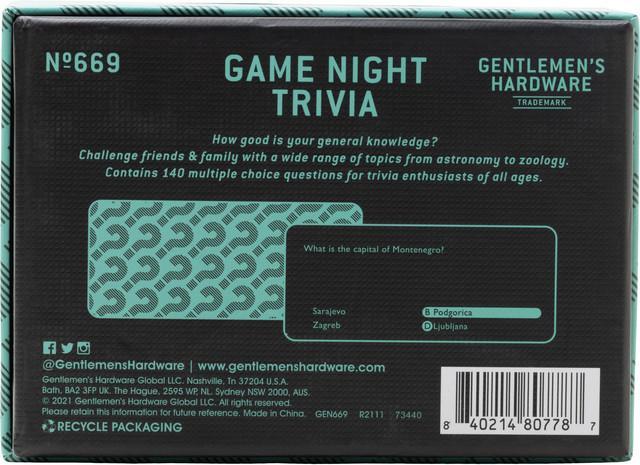 Nº669
GAME NIGHT
TRIVIA
GENTLEMEN'S
HARDWARE
TRADEMARK
How good is your general knowledge?
Challenge friends & family with a wide range of topics from astronomy to zoology.
Contains 140 multiple choice questions for trivia enthusiasts of all ages.
What is the capital of Montenegro?
Sarajevo
B Podgorica
Zagreb
D Ljubljana
@GentlemensHardware | www.gentlemenshardware.com
Gentlemen's Hardware Global LLC. Nashville, Tn 37204 U.S.A.
Bath, BA2 3FP UK. The Hague, 2595 WP, NL. Sydney NSW 2000, AUS.
© 2021 Gentlemen's Hardware Global LLC. All rights reserved.
Please retain this information for future reference. Made in China. GEN669 R2111 73440
RECYCLE PACKAGING
8 40214 80778 7